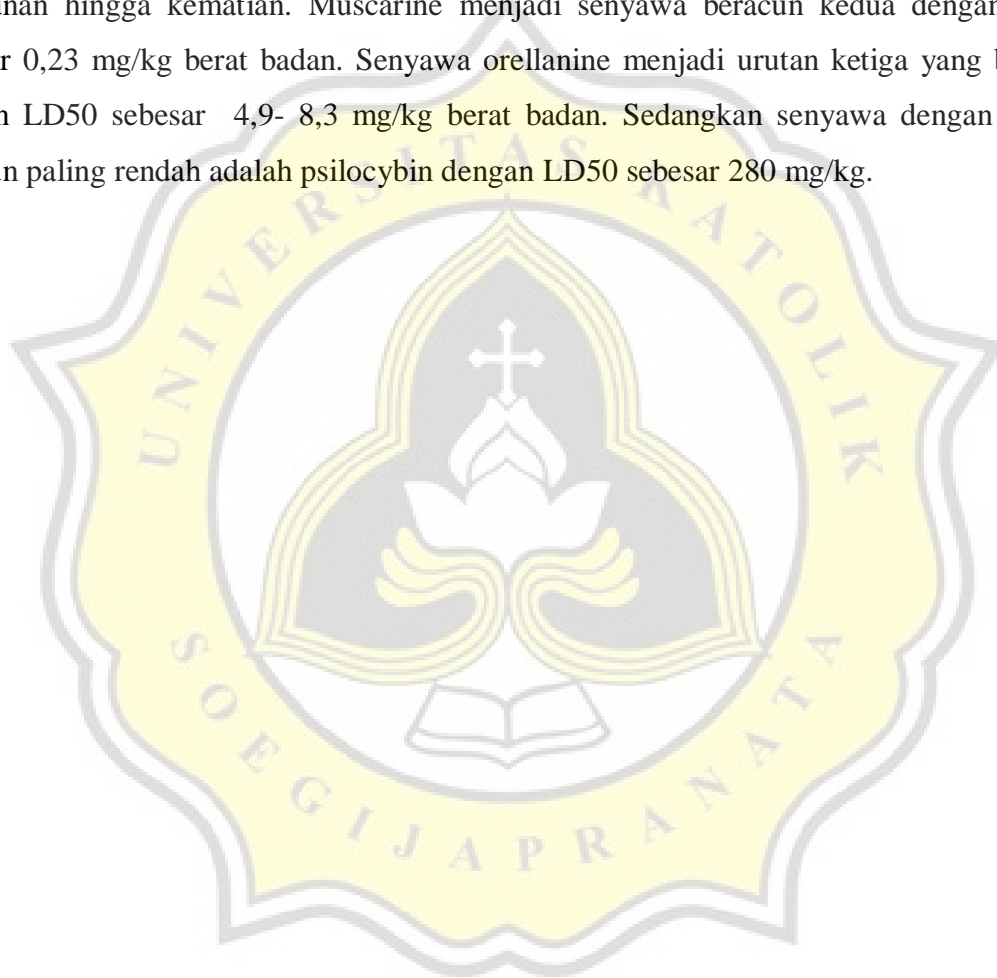 unan hingga kematian. Muscarine menjadi senyawa beracun kedua dengan
r 0,23 mg/kg berat badan. Senyawa orellanine menjadi urutan ketiga yang
n LD50 sebesar 4,9- 8,3 mg/kg berat badan. Sedangkan senyawa dengan
un paling rendah adalah psilocybin dengan LD50 sebesar 280 mg/kg.
UNIVERSITAS KATOLIK
SOEGIJAPRANATA